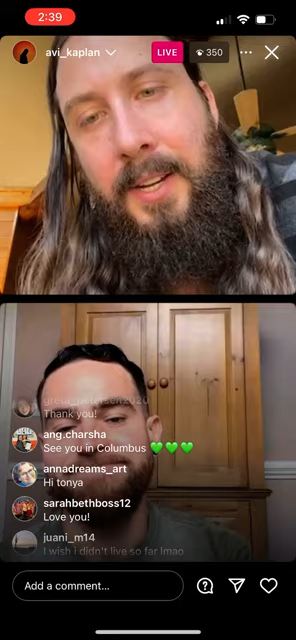 2:39
avi_kaplan
LIVE
350
Thank you!
ang.charsha
See you in Columbus 💚💚💚
annadreams_art
Hi tonya
sarahbethboss12
Love you!
juani_m14
I wish i didn't live so far lmao
Add a comment...